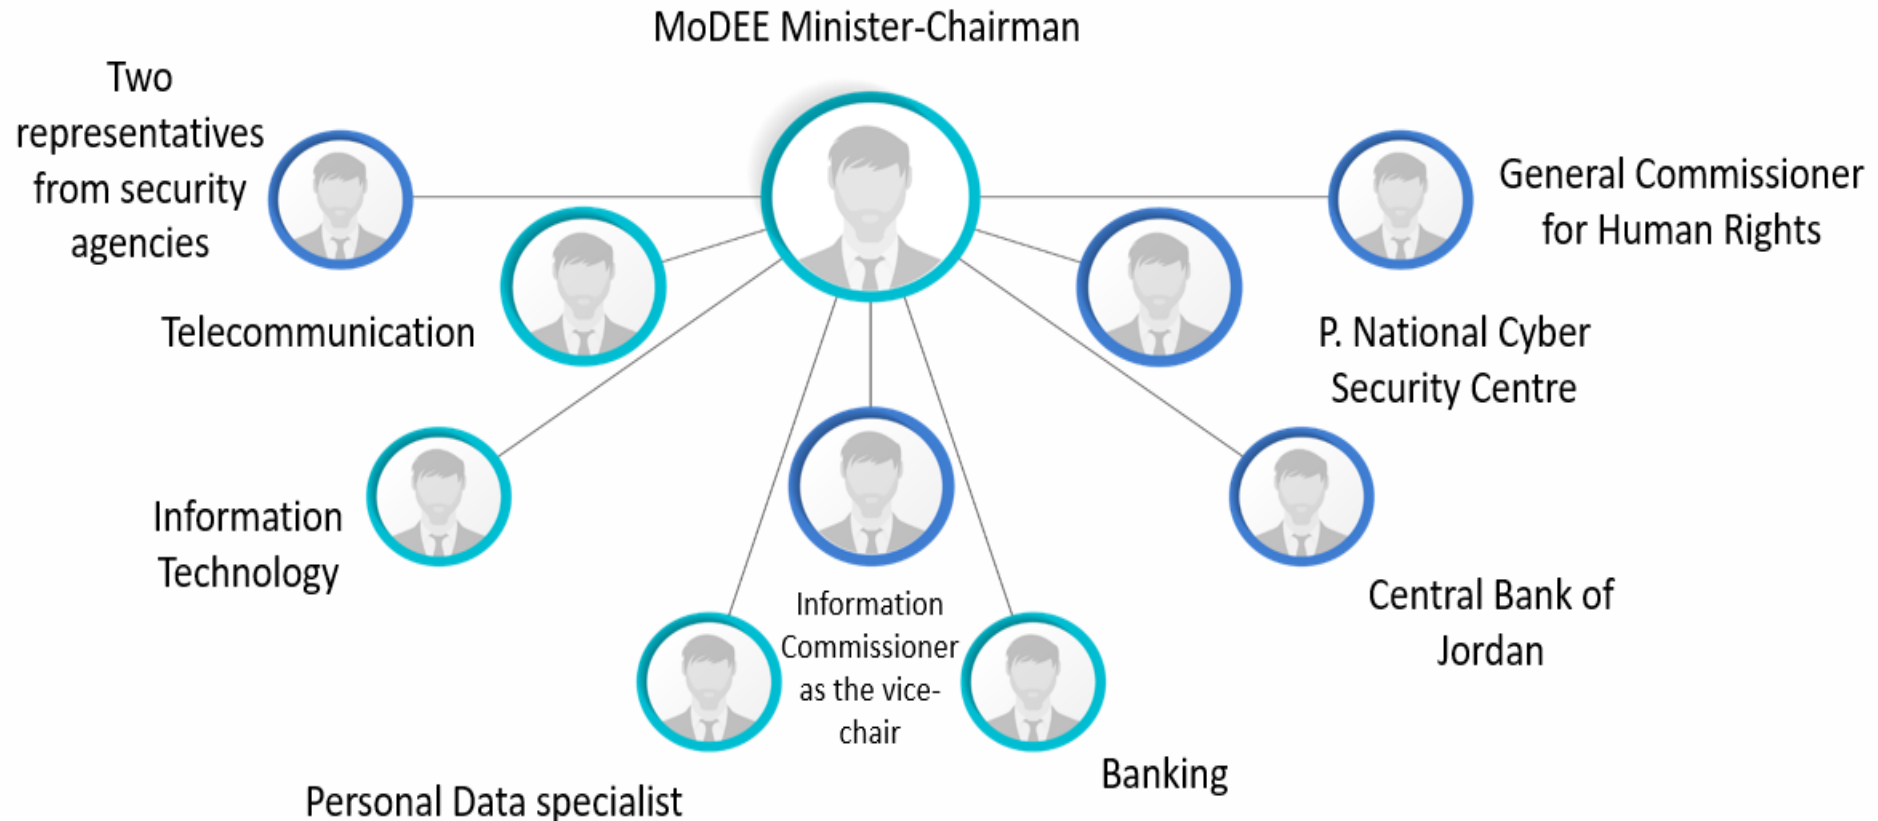 MoDEE Minister-Chairman
Two
representatives
from security
agencies
General Commissioner
for Human Rights
Telecommunication
P. National Cyber
Security Centre
Information
Technology
Central Bank of
Jordan
Information
Commissioner
as the vice-
chair
Banking
Personal Data specialist